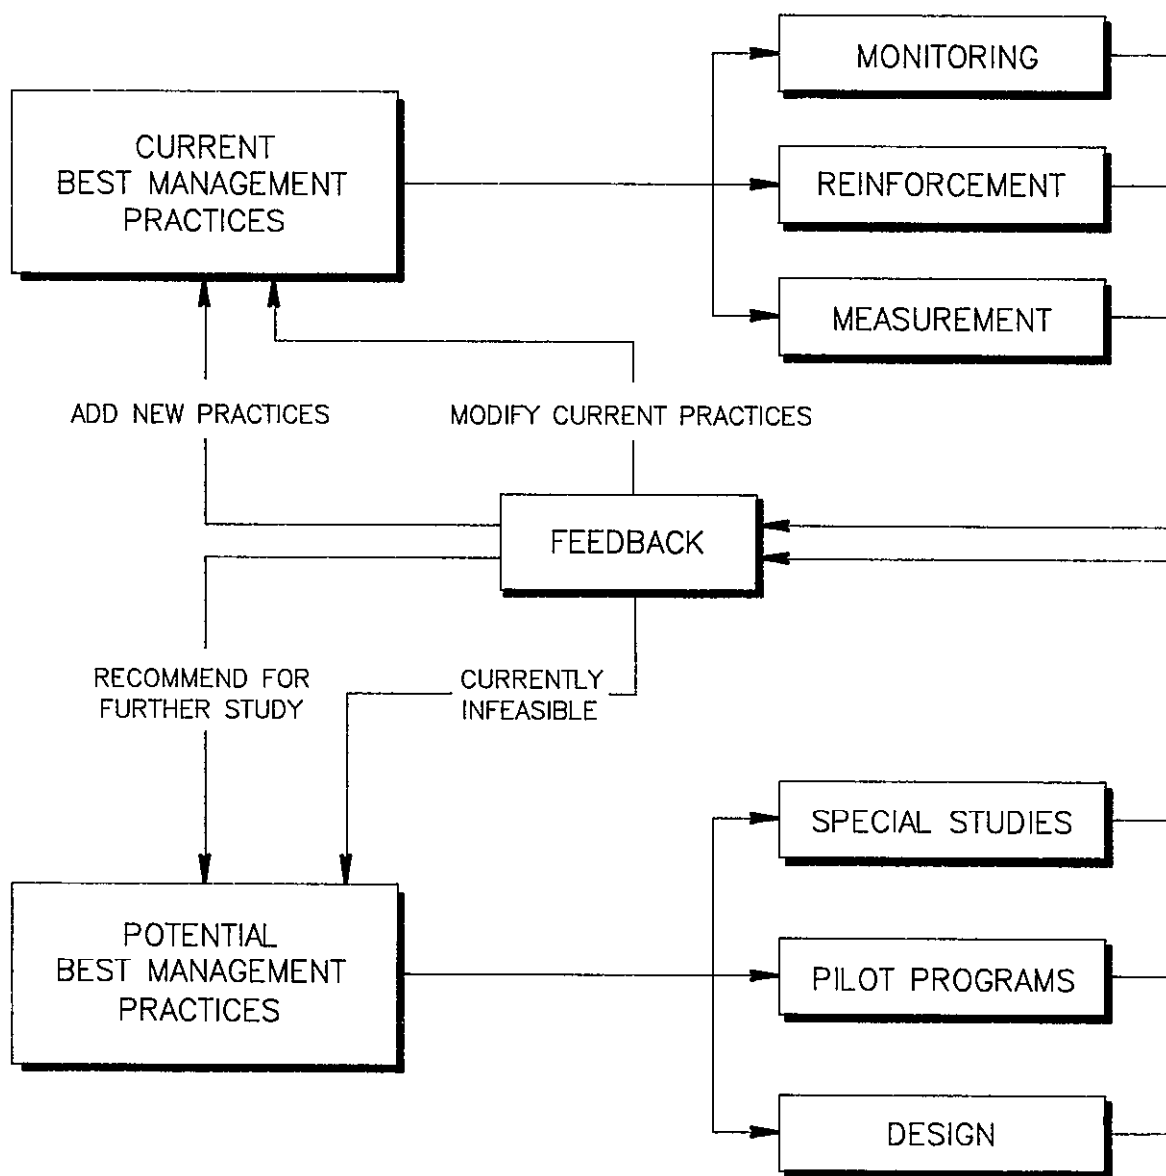 MONITORING
CURRENT
BEST MANAGEMENT
PRACTICES
REINFORCEMENT
MEASUREMENT
ADD NEW PRACTICES
MODIFY CURRENT PRACTICES
FEEDBACK
RECOMMEND FOR
FURTHER STUDY
CURRENTLY
INFEASIBLE
SPECIAL STUDIES
POTENTIAL
BEST MANAGEMENT
PRACTICES
PILOT PROGRAMS
DESIGN